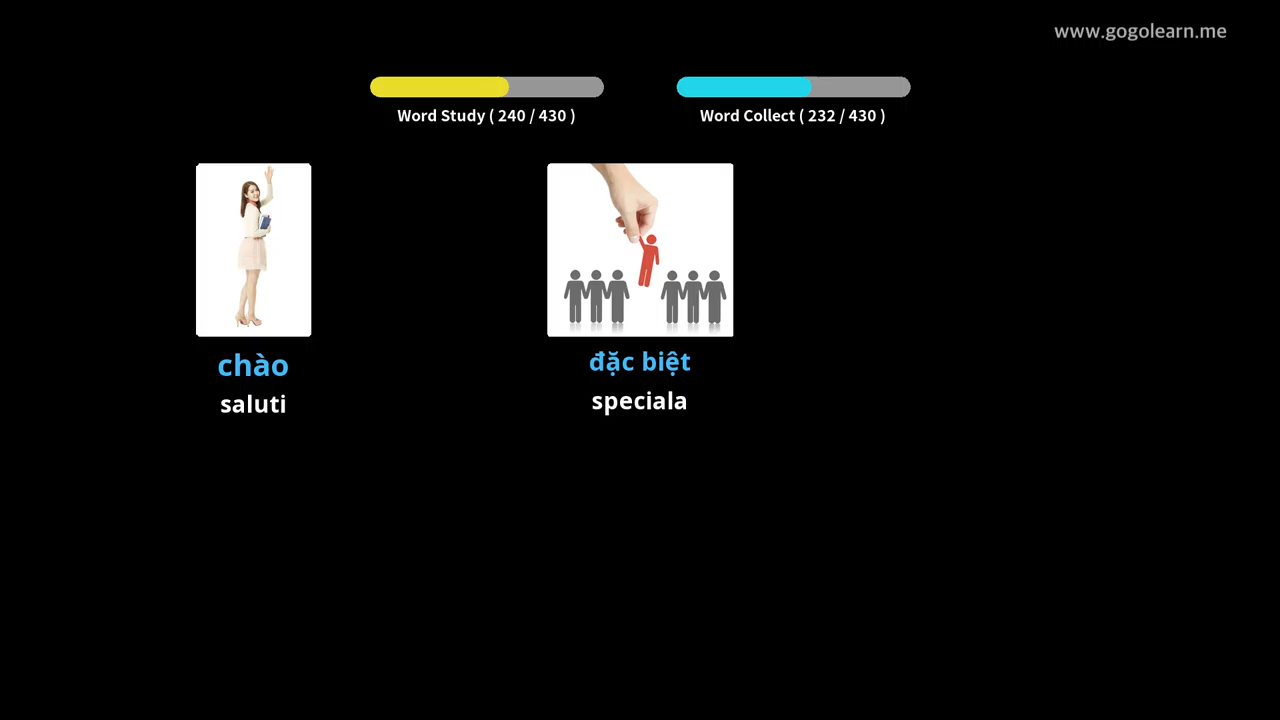 www.gogolearn.me
Word Study ( 240 / 430 )
Word Collect ( 232 / 430 )
chào
saluti
đặc biệt
speciala